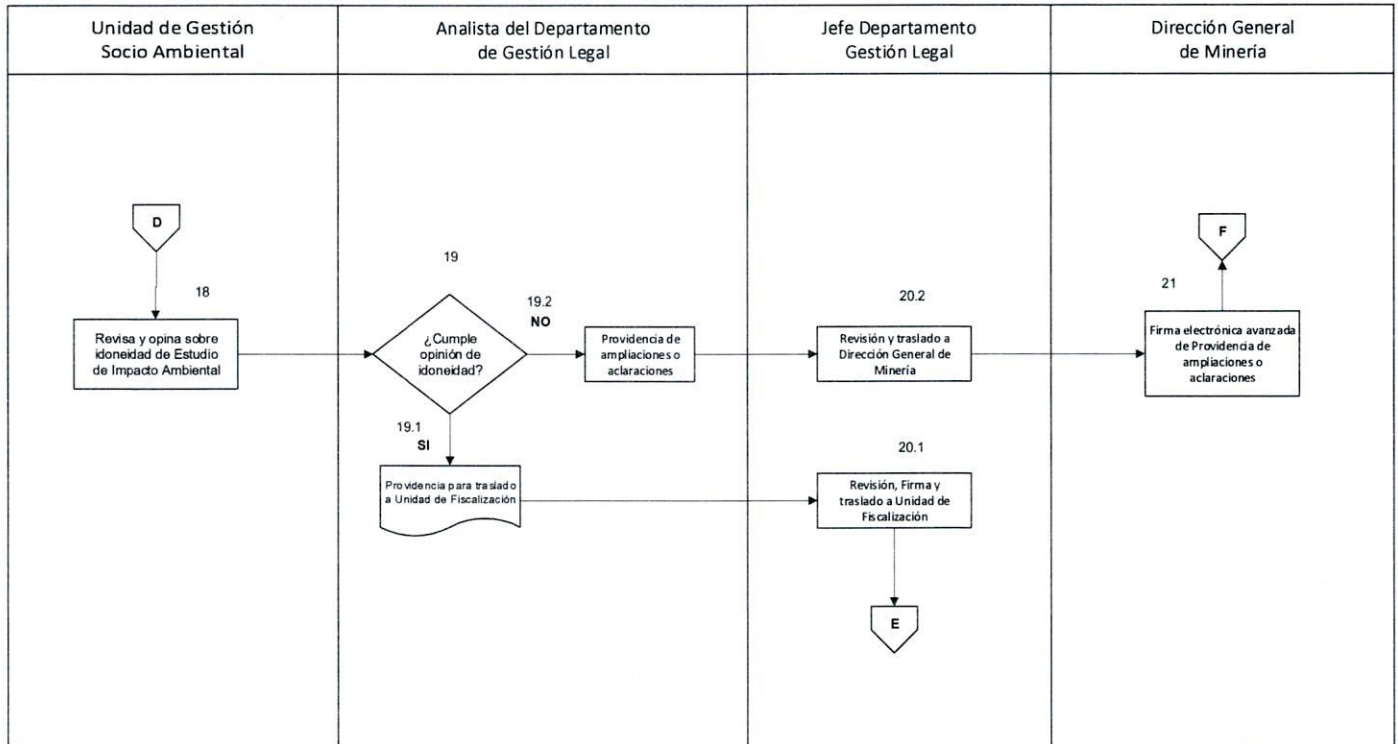 Unidad de Gestión
Socio Ambiental
Analista del Departamento
de Gestión Legal
Jefe Departamento
Gestión Legal
Dirección General
de Minería
D
18
Revisa y opina sobre
idoneidad de Estudio
de Impacto Ambiental
19
¿Cumple
opinión de
idoneidad?
19.2
NO
Providencia de
ampliaciones o
aclaraciones
20.2
Revisión y traslado a
Dirección General de
Minería
F
21
Firma electrónica avanzada
de Providencia de
ampliaciones o
aclaraciones
19.1
SI
Providencia para traslado
a Unidad de Fiscalización
20.1
Revisión, Firma y
traslado a Unidad de
Fiscalización
E